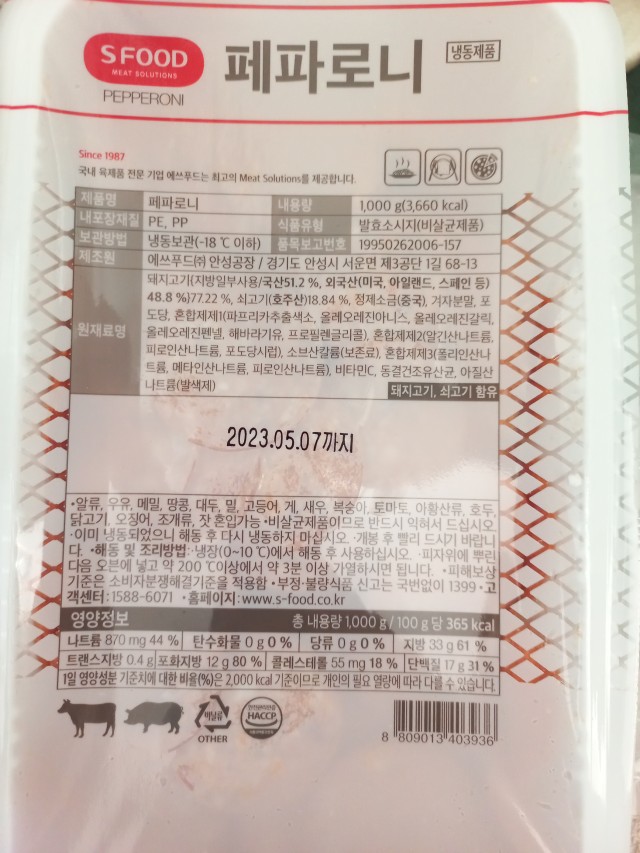 S FOOD
MEAT SOLUTIONS
PEPPERONI
페파로니
냉동제품
Since 1987
국내 육제품 전문 기업 에쓰푸드는 최고의 Meat Solutions를 제공합니다.
제품명 페파로니 내용량 1,000 g(3,660 kcal)
내포장재질 PE, PP 식품유형 발효소시지(비살균제품)
보관방법 냉동보관(-18 ℃ 이하) 품목보고번호 19950262006-157
제조원 에쓰푸드㈜ 안성공장 / 경기도 안성시 서운면 제3공단 1길 68-13
원재료명
돼지고기(지방일부사용/국산51.2 %, 외국산(미국, 아일랜드, 스페인 등)
48.8 %)77.22 %, 쇠고기(호주산)18.84 %, 정제소금(중국), 겨자분말, 포
도당, 혼합제제1(파프리카추출색소, 올레오레진아니스, 올레오레진갈릭,
올레오레진펜넬, 해바라기유, 프로필렌글리콜), 혼합제제2(알긴산나트륨,
피로인산나트륨, 포도당시럽), 소브산칼륨(보존료), 혼합제제3(폴리인산나
트륨, 메타인산나트륨, 피로인산나트륨), 비타민C, 동결건조유산균, 아질산
나트륨(발색제)
돼지고기, 쇠고기 함유
2023.05.07까지
•알류, 우유, 메밀, 땅콩, 대두, 밀, 고등어, 게, 새우, 복숭아, 토마토, 아황산류, 호두,
닭고기, 오징어, 조개류, 잣 혼입가능 •비살균제품이므로 반드시 익혀서 드십시오.
•이미 냉동되었으니 해동 후 다시 냉동하지 마십시오. •개봉 후 빨리 드시기 바랍니
다. •해동 및 조리방법: 냉장(0~10 ℃)에서 해동 후 사용하십시오. •피자위에 뿌린
다음 오븐에 넣고 약 200 ℃이상에서 약 3분 이상 가열하시면 됩니다. •피해보상
기준은 소비자분쟁해결기준을 적용함 •부정·불량식품 신고는 국번없이 1399 •고
객센터:1588-6071 •홈페이지:www.s-food.co.kr
영양정보 총 내용량 1,000 g / 100 g 당 365 kcal
나트륨 870 mg 44 % 탄수화물 0 g 0 % 당류 0 g 0 % 지방 33 g 61 %
트랜스지방 0.4 g 포화지방 12 g 80 % 콜레스테롤 55 mg 18 % 단백질 17 g 31 %
1일 영양성분 기준치에 대한 비율(%)은 2,000 kcal 기준이므로 개인의 필요 열량에 따라 다를 수 있습니다.
비닐류
OTHER
HACCP
8 809013 403936